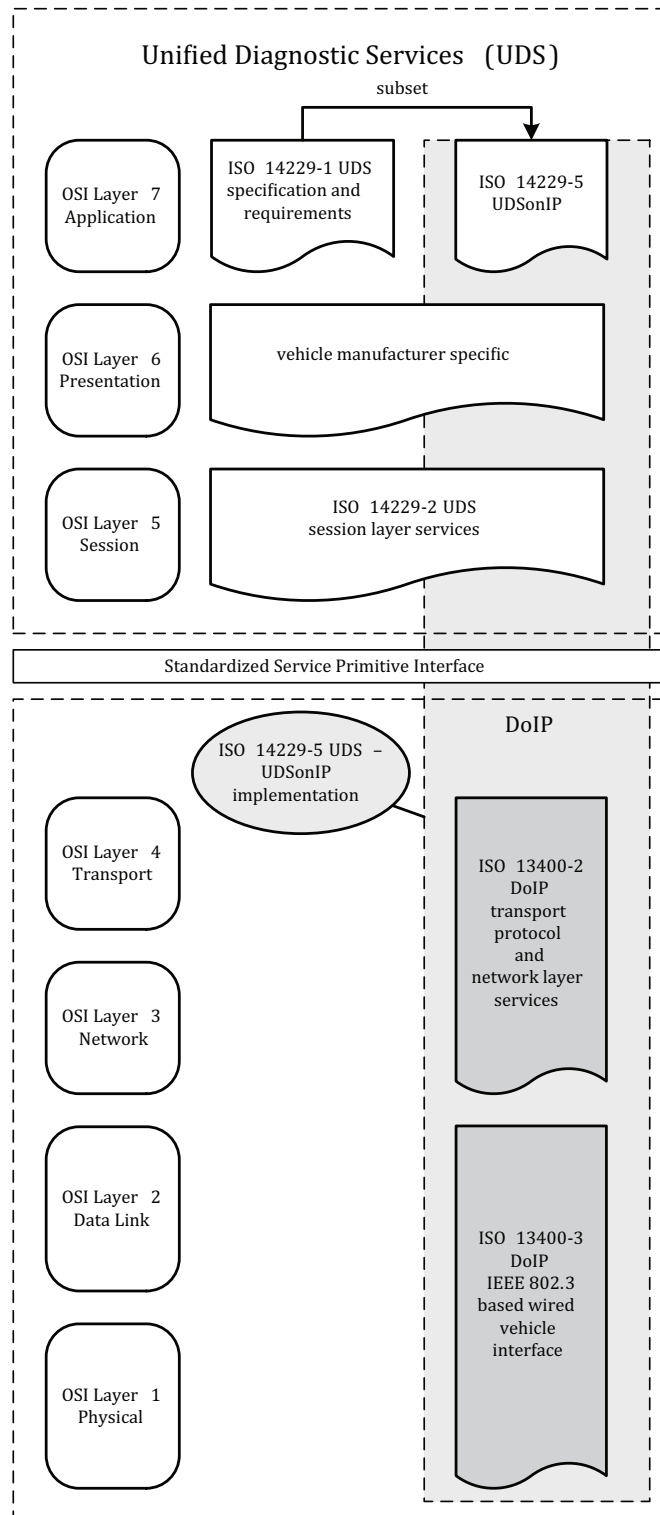 Unified Diagnostic Services (UDS)
subset
OSI Layer 7
Application
ISO 14229-1 UDS
specification and
requirements
ISO 14229-5
UDSonIP
OSI Layer 6
Presentation
vehicle manufacturer specific
OSI Layer 5
Session
ISO 14229-2 UDS
session layer services
Standardized Service Primitive Interface
ISO 14229-5 UDS –
UDSonIP
implementation
DoIP
OSI Layer 4
Transport
ISO 13400-2
DoIP
transport
protocol
and
network layer
services
OSI Layer 3
Network
OSI Layer 2
Data Link
ISO 13400-3
DoIP
IEEE 802.3
based wired
vehicle
interface
OSI Layer 1
Physical